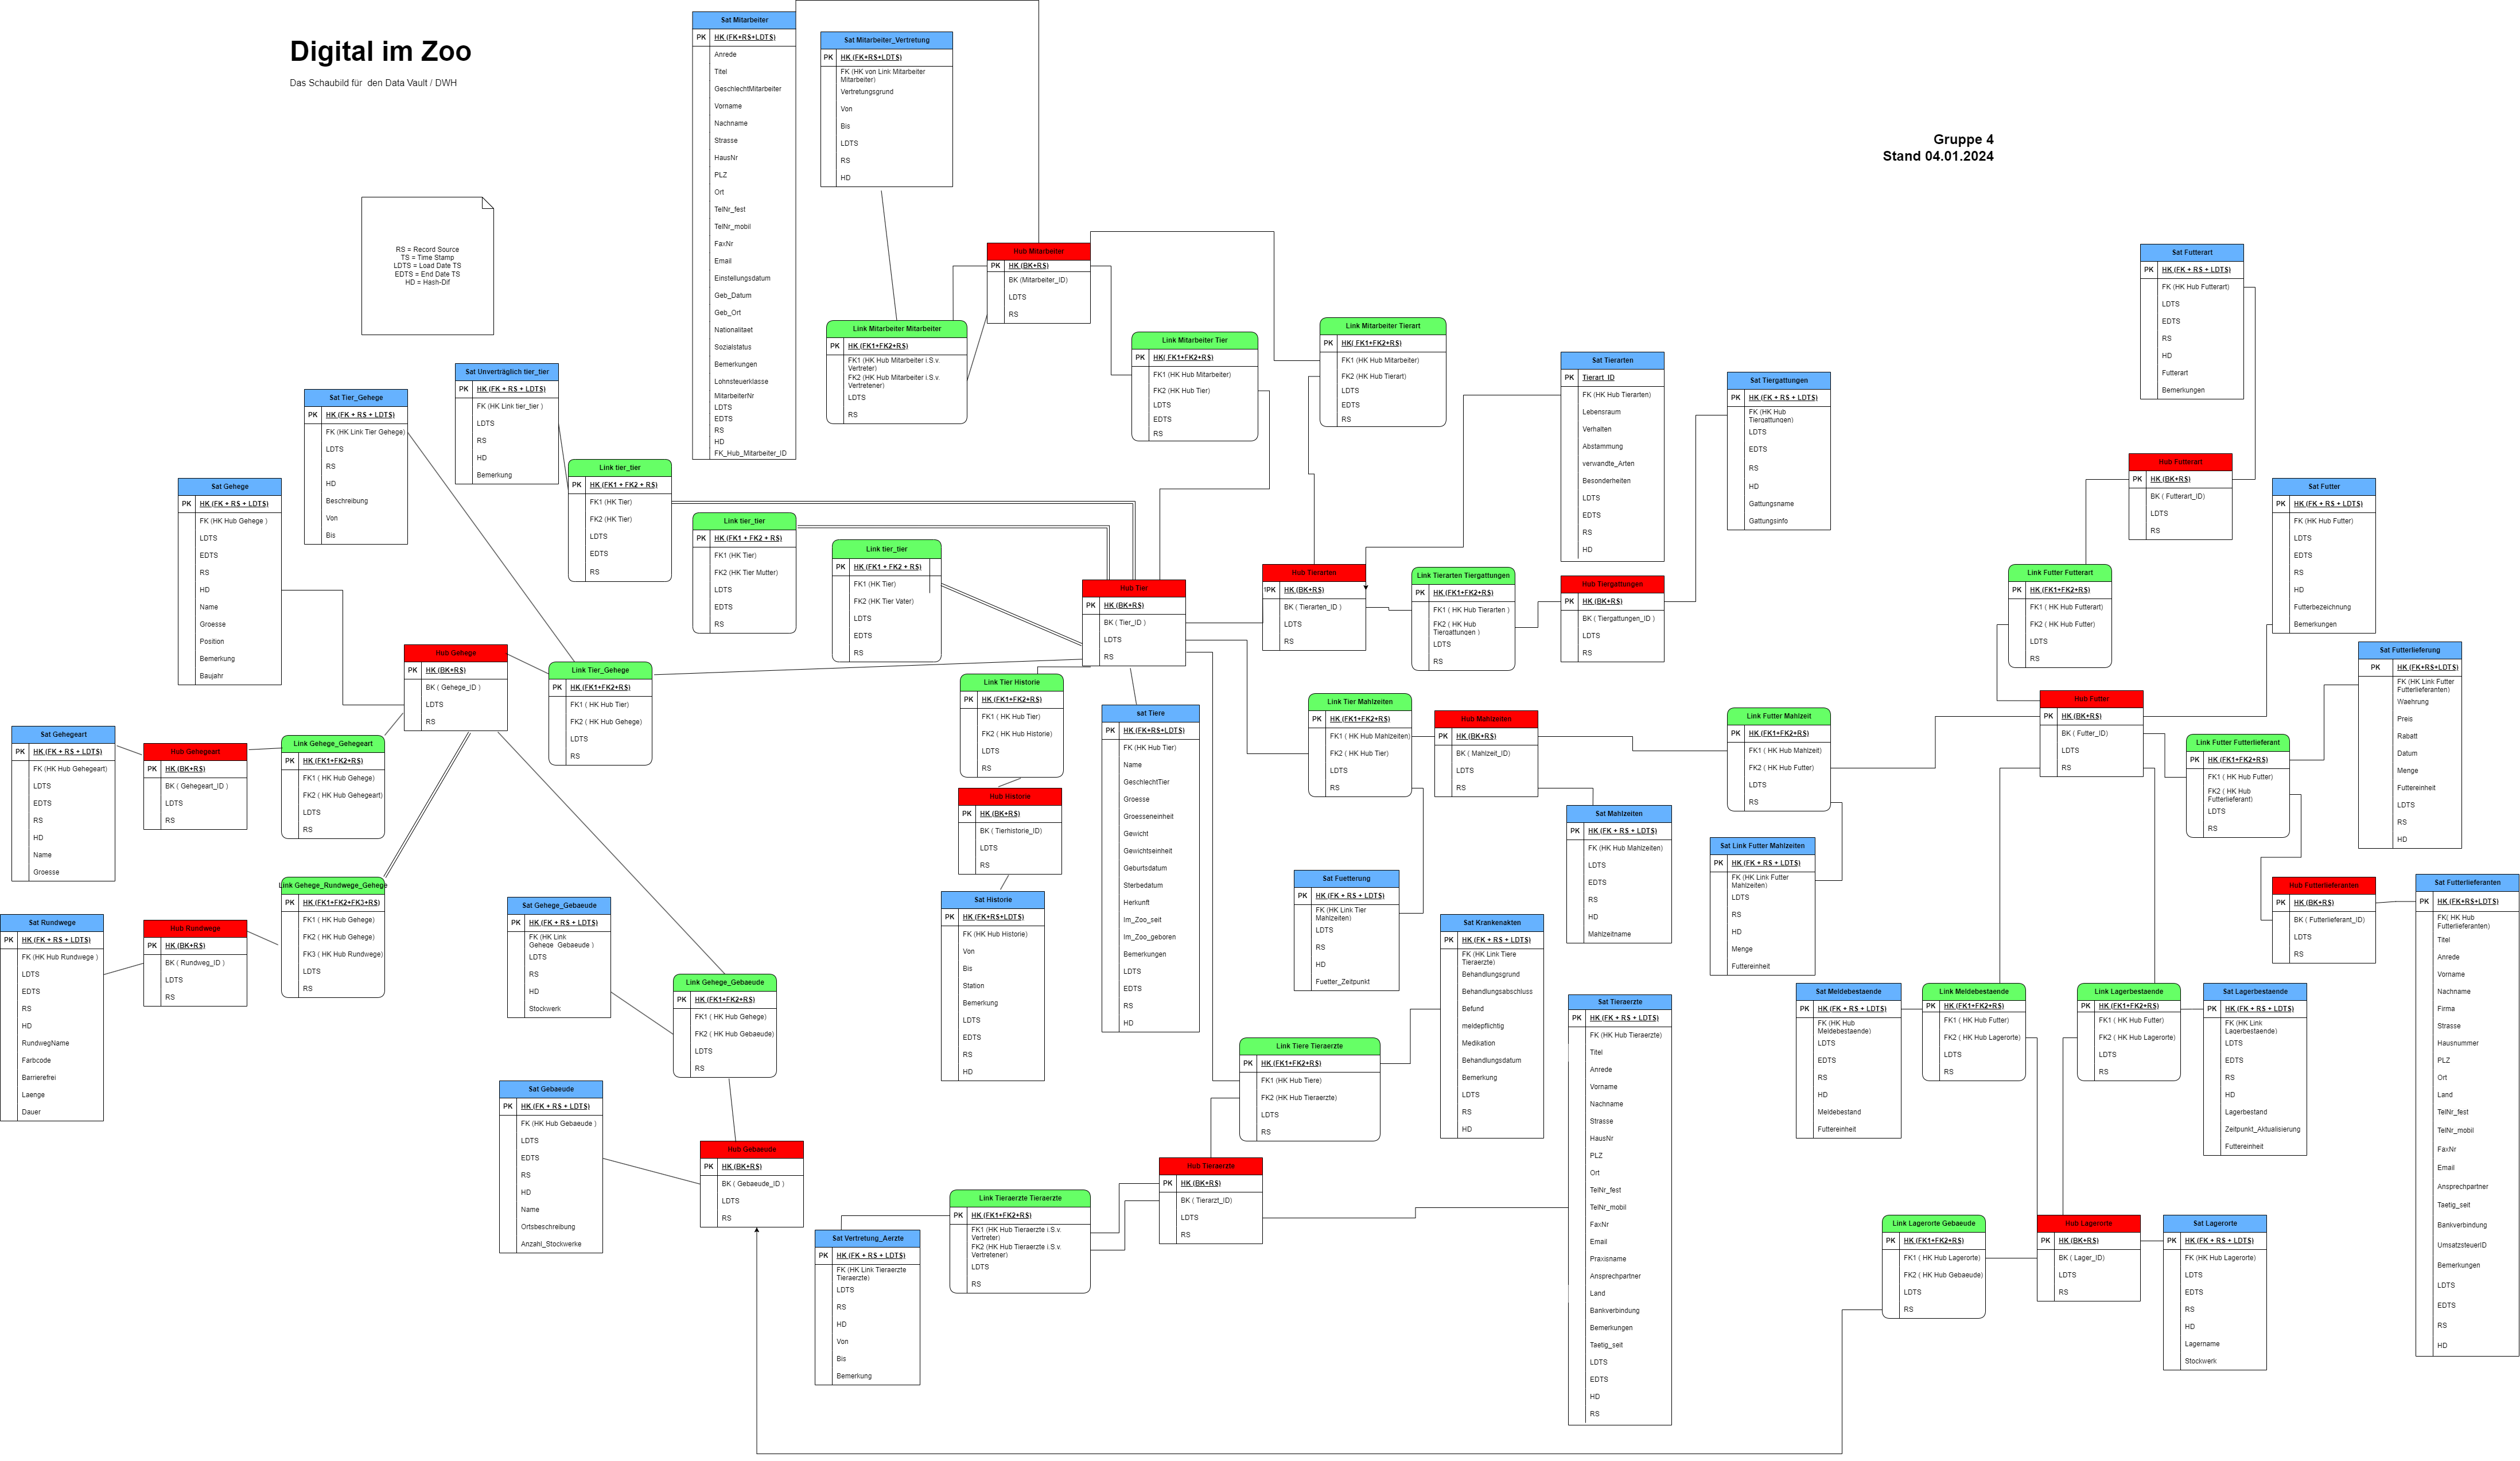 Digital im Zoo
Das Schaubild für  den Data Vault / DWH
Gruppe 4
Stand 04.01.2024
RS = Record Source
TS = Time Stamp
LDTS = Load Date TS
EDTS = End Date TS
HD = Hash-Dif
Sat Mitarbeiter
PK HK (FK+RS+LDTS)
Anrede
Titel
GeschlechtMitarbeiter
Vorname
Nachname
Strasse
HausNr
PLZ
Ort
TelNr_fest
TelNr_mobil
FaxNr
Email
Einstellungsdatum
Geb_Datum
Geb_Ort
Nationalitaet
Sozialstatus
Bemerkungen
Lohnsteuerklasse
MitarbeiterNr
LDTS
EDTS
RS
HD
FK_Hub_Mitarbeiter_ID
Sat Mitarbeiter_Vertretung
PK HK (FK+RS+LDTS)
FK (HK von Link Mitarbeiter
Mitarbeiter)
Vertretungsgrund
Von
Bis
LDTS
RS
HD
Hub Mitarbeiter
PK HK (BK+RS)
BK (Mitarbeiter_ID)
LDTS
RS
Link Mitarbeiter Mitarbeiter
PK HK (FK1+FK2+RS)
FK1 (HK Hub Mitarbeiter i.S.v.
Vertreter)
FK2 (HK Hub Mitarbeiter i.S.v.
Vertretener)
LDTS
RS
Link Mitarbeiter Tier
PK HK( FK1+FK2+RS)
FK1 (HK Hub Mitarbeiter)
FK2 (HK Hub Tier)
LDTS
EDTS
RS
Link Mitarbeiter Tierart
PK HK( FK1+FK2+RS)
FK1 (HK Hub Mitarbeiter)
FK2 (HK Hub Tierart)
LDTS
EDTS
RS
Sat Tierarten
PK Tierart_ID
FK (HK Hub Tierarten)
Lebensraum
Verhalten
Abstammung
verwandte_Arten
Besonderheiten
LDTS
EDTS
RS
HD
Sat Tiergattungen
PK HK (FK + RS + LDTS)
FK (HK Hub
Tiergattungen)
LDTS
EDTS
RS
HD
Gattungsname
Gattungsinfo
Sat Futterart
PK HK (FK + RS + LDTS)
FK (HK Hub Futterart)
LDTS
EDTS
RS
HD
Futterart
Bemerkungen
Hub Futterart
PK HK (BK+RS)
BK ( Futterart_ID)
LDTS
RS
Sat Futter
PK HK (FK + RS + LDTS)
FK (HK Hub Futter)
LDTS
EDTS
RS
HD
Futterbezeichnung
Bemerkungen
Sat Unverträglich tier_tier
PK HK (FK + RS + LDTS)
FK (HK Link tier_tier )
LDTS
RS
HD
Bemerkung
Sat Tier_Gehege
PK HK (FK + RS + LDTS)
FK (HK Link Tier Gehege)
LDTS
RS
HD
Beschreibung
Von
Bis
Sat Gehege
PK HK (FK + RS + LDTS)
FK (HK Hub Gehege )
LDTS
EDTS
RS
HD
Name
Groesse
Position
Bemerkung
Baujahr
Link tier_tier
PK HK (FK1 + FK2 + RS)
FK1 (HK Tier)
FK2 (HK Tier)
LDTS
EDTS
RS
Link tier_tier
PK HK (FK1 + FK2 + RS)
FK1 (HK Tier)
FK2 (HK Tier Mutter)
LDTS
EDTS
RS
Link tier_tier
PK HK (FK1 + FK2 + RS)
FK1 (HK Tier)
FK2 (HK Tier Vater)
LDTS
EDTS
RS
Hub Tier
PK HK (BK+RS)
BK ( Tier_ID )
LDTS
RS
Hub Tierarten
PK HK (BK+RS)
BK ( Tierarten_ID )
LDTS
RS
Link Tierarten Tiergattungen
PK HK (FK1+FK2+RS)
FK1 ( HK Hub Tierarten )
FK2 ( HK Hub
Tiergattungen )
LDTS
RS
Hub Tiergattungen
PK HK (BK+RS)
BK ( Tiergattungen_ID )
LDTS
RS
Link Futter Futterart
PK HK (FK1+FK2+RS)
FK1 ( HK Hub Futterart)
FK2 ( HK Hub Futter)
LDTS
RS
Sat Futterlieferung
PK HK (FK+RS+LDTS)
FK (HK Link Futter
Futterlieferanten)
Waehrung
Preis
Rabatt
Datum
Menge
Futtereinheit
LDTS
RS
HD
Hub Gehege
PK HK (BK+RS)
BK ( Gehege_ID )
LDTS
RS
Link Tier_Gehege
PK HK (FK1+FK2+RS)
FK1 ( HK Hub Tier)
FK2 ( HK Hub Gehege)
LDTS
RS
Link Tier Historie
PK HK (FK1+FK2+RS)
FK1 ( HK Hub Tier)
FK2 ( HK Hub Historie)
LDTS
RS
sat Tiere
PK HK (FK+RS+LDTS)
FK (HK Hub Tier)
Name
GeschlechtTier
Groesse
Groesseneinheit
Gewicht
Gewichtseinheit
Geburtsdatum
Sterbedatum
Herkunft
Im_Zoo_seit
Im_Zoo_geboren
Bemerkungen
LDTS
EDTS
RS
HD
Link Tier Mahlzeiten
PK HK (FK1+FK2+RS)
FK1 ( HK Hub Mahlzeiten)
FK2 ( HK Hub Tier)
LDTS
RS
Hub Mahlzeiten
PK HK (BK+RS)
BK ( Mahlzeit_ID)
LDTS
RS
Link Futter Mahlzeit
PK HK (FK1+FK2+RS)
FK1 ( HK Hub Mahlzeit)
FK2 ( HK Hub Futter)
LDTS
RS
Hub Futter
PK HK (BK+RS)
BK ( Futter_ID)
LDTS
RS
Link Futter Futterlieferant
PK HK (FK1+FK2+RS)
FK1 ( HK Hub Futter)
FK2 ( HK Hub
Futterlieferant)
LDTS
RS
Sat Gehegeart
PK HK (FK + RS + LDTS)
FK (HK Hub Gehegeart)
LDTS
EDTS
RS
HD
Name
Groesse
Hub Gehegeart
PK HK (BK+RS)
BK ( Gehegeart_ID )
LDTS
RS
Link Gehege_Gehegeart
PK HK (FK1+FK2+RS)
FK1 ( HK Hub Gehege)
FK2 ( HK Hub Gehegeart)
LDTS
RS
Hub Historie
PK HK (BK+RS)
BK ( Tierhistorie_ID)
LDTS
RS
Sat Mahlzeiten
PK HK (FK + RS + LDTS)
FK (HK Hub Mahlzeiten)
LDTS
EDTS
RS
HD
Mahlzeitname
Sat Link Futter Mahlzeiten
PK HK (FK + RS + LDTS)
FK (HK Link Futter
Mahlzeiten)
LDTS
RS
HD
Menge
Futtereinheit
Link Gehege_Rundwege_Gehege
PK HK (FK1+FK2+FK3+RS)
FK1 ( HK Hub Gehege)
FK2 ( HK Hub Gehege)
FK3 ( HK Hub Rundwege)
LDTS
RS
Sat Rundwege
PK HK (FK + RS + LDTS)
FK (HK Hub Rundwege )
LDTS
EDTS
RS
HD
RundwegName
Farbcode
Barrierefrei
Laenge
Dauer
Hub Rundwege
PK HK (BK+RS)
BK ( Rundweg_ID )
LDTS
RS
Sat Gehege_Gebaeude
PK HK (FK + RS + LDTS)
FK (HK Link
Gehege_Gebaeude )
LDTS
RS
HD
Stockwerk
Sat Historie
PK HK (FK+RS+LDTS)
FK (HK Hub Historie)
Von
Bis
Station
Bemerkung
LDTS
EDTS
RS
HD
Sat Fuetterung
PK HK (FK + RS + LDTS)
FK (HK Link Tier
Mahlzeiten)
LDTS
RS
HD
Fuetter_Zeitpunkt
Sat Krankenakten
PK HK (FK + RS + LDTS)
FK (HK Link Tiere
Tieraerzte)
Behandlungsgrund
Behandlungsabschluss
Befund
meldepflichtig
Medikation
Behandlungsdatum
Bemerkung
LDTS
RS
HD
Hub Futterlieferanten
PK HK (BK+RS)
BK ( Futterlieferant_ID)
LDTS
RS
Sat Futterlieferanten
PK HK (FK+RS+LDTS)
FK( HK Hub
Futterlieferanten)
Titel
Anrede
Vorname
Nachname
Firma
Strasse
Hausnummer
PLZ
Ort
Land
TelNr_fest
TelNr_mobil
FaxNr
Email
Ansprechpartner
Taetig_seit
Bankverbindung
UmsatzsteuerID
Bemerkungen
LDTS
EDTS
RS
HD
Link Gehege_Gebaeude
PK HK (FK1+FK2+RS)
FK1 ( HK Hub Gehege)
FK2 ( HK Hub Gebaeude)
LDTS
RS
Sat Tieraerzte
PK HK (FK + RS + LDTS)
FK (HK Hub Tieraerzte)
Titel
Anrede
Vorname
Nachname
Strasse
HausNr
PLZ
Ort
TelNr_fest
TelNr_mobil
FaxNr
Email
Praxisname
Ansprechpartner
Land
Bankverbindung
Bemerkungen
Taetig_seit
LDTS
EDTS
HD
RS
Sat Meldebestaende
PK HK (FK + RS + LDTS)
FK (HK Hub
Meldebestaende)
LDTS
EDTS
RS
HD
Meldebestand
Futtereinheit
Link Meldebestaende
PK HK (FK1+FK2+RS)
FK1 ( HK Hub Futter)
FK2 ( HK Hub Lagerorte)
LDTS
RS
Link Lagerbestaende
PK HK (FK1+FK2+RS)
FK1 ( HK Hub Futter)
FK2 ( HK Hub Lagerorte)
LDTS
RS
Sat Lagerbestaende
PK HK (FK + RS + LDTS)
FK (HK Link
Lagerbestaende)
LDTS
EDTS
RS
HD
Lagerbestand
Zeitpunkt_Aktualisierung
Futtereinheit
Link Tiere Tieraerzte
PK HK (FK1+FK2+RS)
FK1 (HK Hub Tiere)
FK2 (HK Hub Tieraerzte)
LDTS
RS
Sat Gebaeude
PK HK (FK + RS + LDTS)
FK (HK Hub Gebaeude )
LDTS
EDTS
RS
HD
Name
Ortsbeschreibung
Anzahl_Stockwerke
Hub Gebaeude
PK HK (BK+RS)
BK ( Gebaeude_ID )
LDTS
RS
Hub Tieraerzte
PK HK (BK+RS)
BK ( Tierarzt_ID)
LDTS
RS
Link Tieraerzte Tieraerzte
PK HK (FK1+FK2+RS)
FK1 (HK Hub Tieraerzte i.S.v.
Vertreter)
FK2 (HK Hub Tieraerzte i.S.v.
Vertretener)
LDTS
RS
Sat Vertretung_Aerzte
PK HK (FK + RS + LDTS)
FK (HK Link Tieraerzte
Tieraerzte)
LDTS
RS
HD
Von
Bis
Bemerkung
Link Lagerorte Gebaeude
PK HK (FK1+FK2+RS)
FK1 ( HK Hub Lagerorte)
FK2 ( HK Hub Gebaeude)
LDTS
RS
Hub Lagerorte
PK HK (BK+RS)
BK ( Lager_ID)
LDTS
RS
Sat Lagerorte
PK HK (FK + RS + LDTS)
FK (HK Hub Lagerorte)
LDTS
EDTS
RS
HD
Lagername
Stockwerk